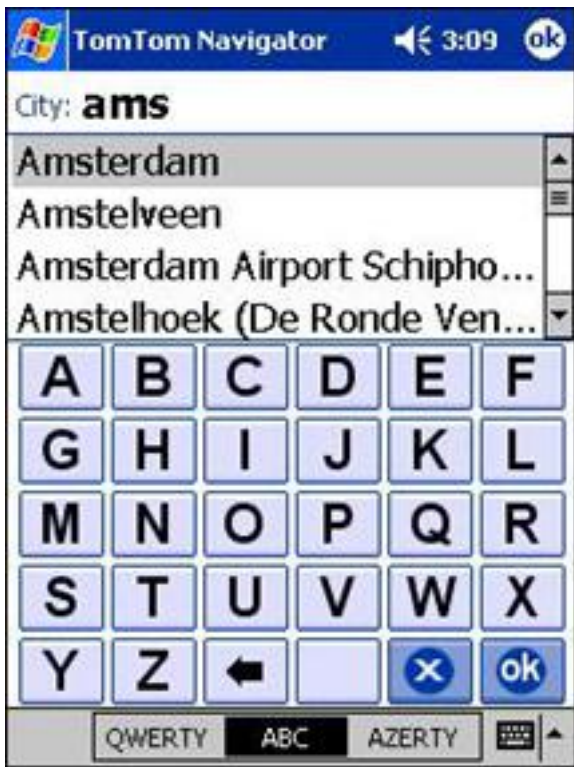 TomTom Navigator 3:09 ok
City: ams
Amsterdam
Amstelveen
Amsterdam Airport Schipho...
Amstelhoek (De Ronde Ven...
A B C D E F
G H I J K L
M N O P Q R
S T U V W X
Y Z ok
QWERTY ABC AZERTY